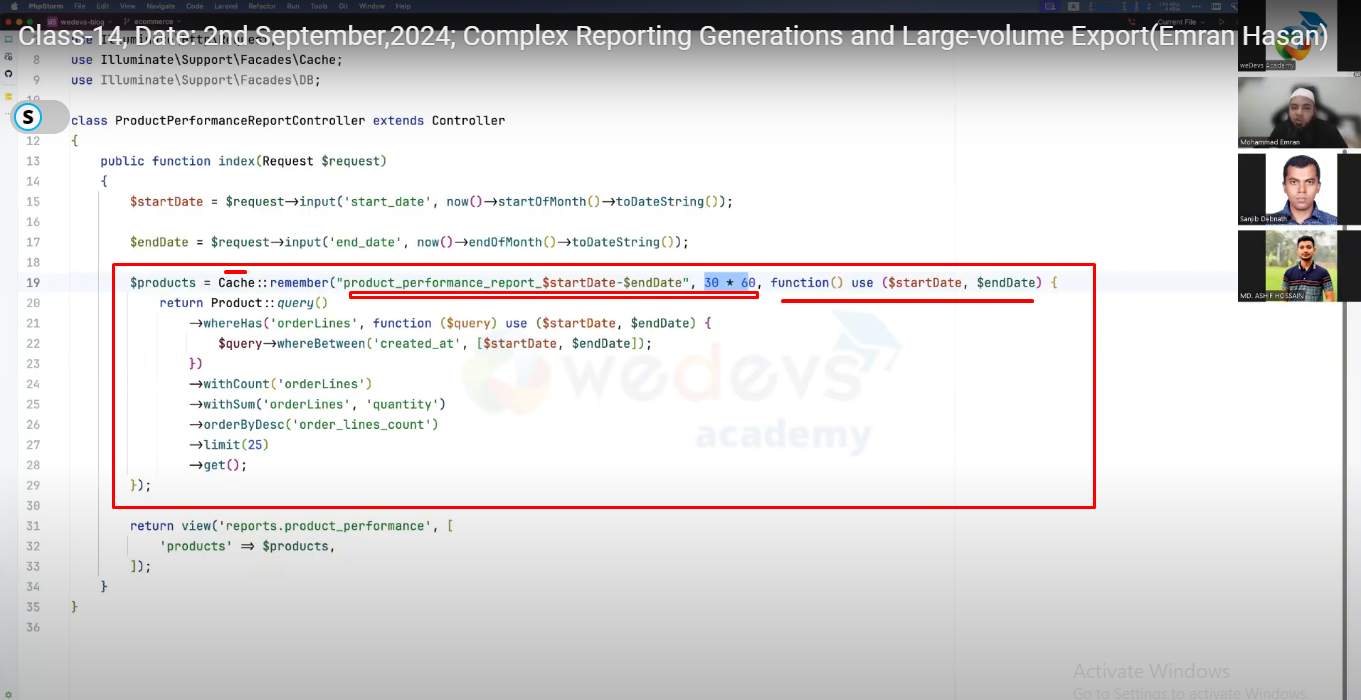 PhpStorm File Edit View Navigate Code Laravel Refactor Run Tools Git Window Help
wedevs-blog ecommerce Current File
Class-14, Date: 2nd September,2024; Complex Reporting Generations and Large-volume Export(Emran Hasan)
8 use Illuminate\Support\Facades\Cache;
9 use Illuminate\Support\Facades\DB;
10
S
class ProductPerformanceReportController extends Controller
12 {
13 public function index(Request $request)
14 {
15 $startDate = $request→input('start_date', now()→startOfMonth()→toDateString());
16
17 $endDate = $request→input('end_date', now()→endOfMonth()→toDateString());
18
19 $products = Cache::remember("product_performance_report_$startDate-$endDate", 30 * 60, function() use ($startDate, $endDate) {
20 return Product::query()
21 →whereHas('orderLines', function ($query) use ($startDate, $endDate) {
22 $query→whereBetween('created_at', [$startDate, $endDate]);
23 })
24 →withCount('orderLines')
25 →withSum('orderLines', 'quantity')
26 →orderByDesc('order_lines_count')
27 →limit(25)
28 →get();
29 });
30
31 return view('reports.product_performance', [
32 'products' ⇒ $products,
33 ]);
34 }
35 }
36
weDevs Academy
Mohammad Emran
Sanjib Debnath
MD. ASHIF HOSSAIN
wedevs
academy
Activate Windows
Go to Settings to activate Windows.